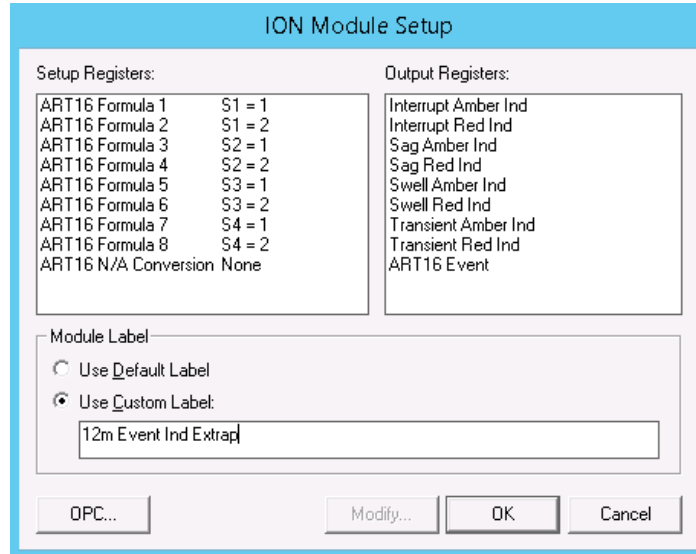 ION Module Setup
Setup Registers:
Output Registers:
ART16 Formula 1 S1 = 1
ART16 Formula 2 S1 = 2
ART16 Formula 3 S2 = 1
ART16 Formula 4 S2 = 2
ART16 Formula 5 S3 = 1
ART16 Formula 6 S3 = 2
ART16 Formula 7 S4 = 1
ART16 Formula 8 S4 = 2
ART16 N/A Conversion None
Interrupt Amber Ind
Interrupt Red Ind
Sag Amber Ind
Sag Red Ind
Swell Amber Ind
Swell Red Ind
Transient Amber Ind
Transient Red Ind
ART16 Event
Module Label
Use Default Label
Use Custom Label:
12m Event Ind Extrap
OPC... Modify... OK Cancel